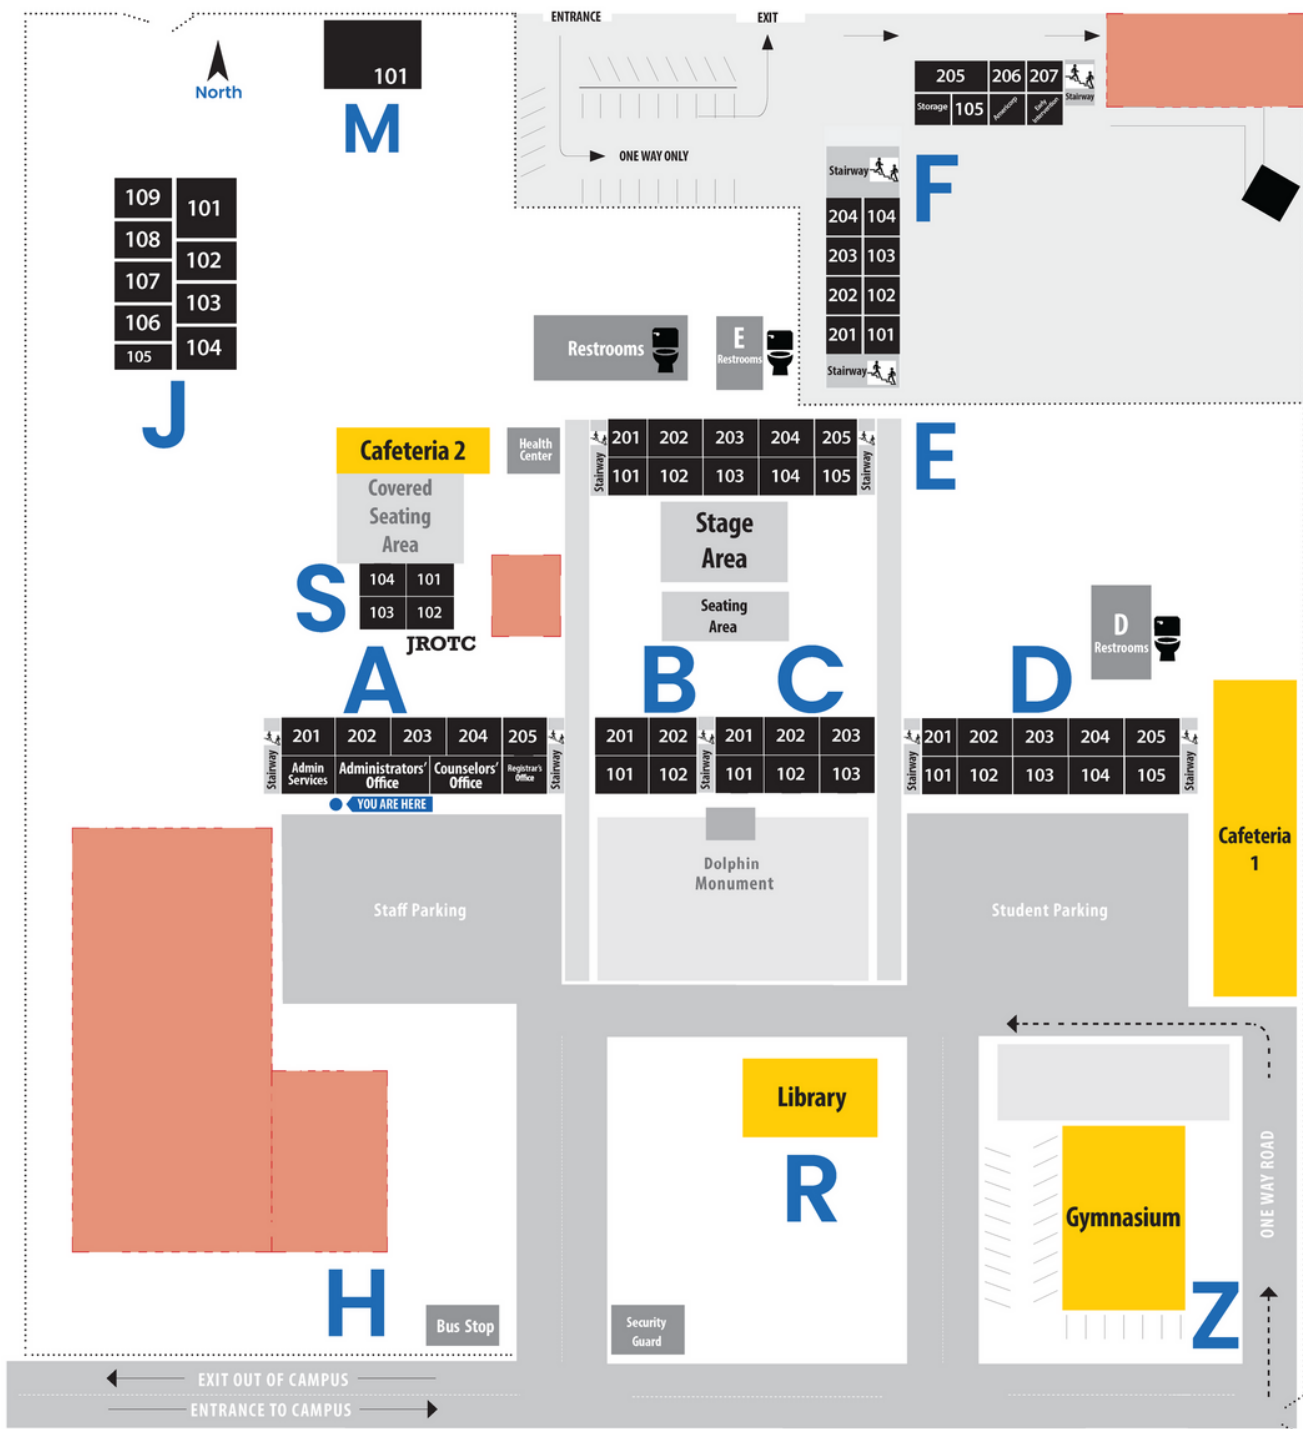 ENTRANCE
EXIT
North
101
M
ONE WAY ONLY
205 206 207
Stairway
Storage 105 Americorp Early Intervention
F
Stairway
204 104
203 103
202 102
201 101
Stairway
109 101
108
102
107
103
106
104
105
J
Restrooms
E
Restrooms
E
Cafeteria 2
Covered
Seating
Area
Health
Center
Stairway
201 202 203 204 205
101 102 103 104 105
Stairway
Stage
Area
Seating
Area
S
104 101
103 102
JROTC
D
Restrooms
A
B
C
D
Stairway
201 202 203 204 205
Admin
Services
Administrators'
Office
Counselors'
Office
Registrar's
Office
Stairway
YOU ARE HERE
201 202
101 102
Stairway
201 202 203
101 102 103
Stairway
201 202 203 204 205
101 102 103 104 105
Stairway
Cafeteria
1
Dolphin
Monument
Staff Parking
Student Parking
Library
R
Gymnasium
Z
ONE WAY ROAD
H
Bus Stop
Security
Guard
EXIT OUT OF CAMPUS
ENTRANCE TO CAMPUS